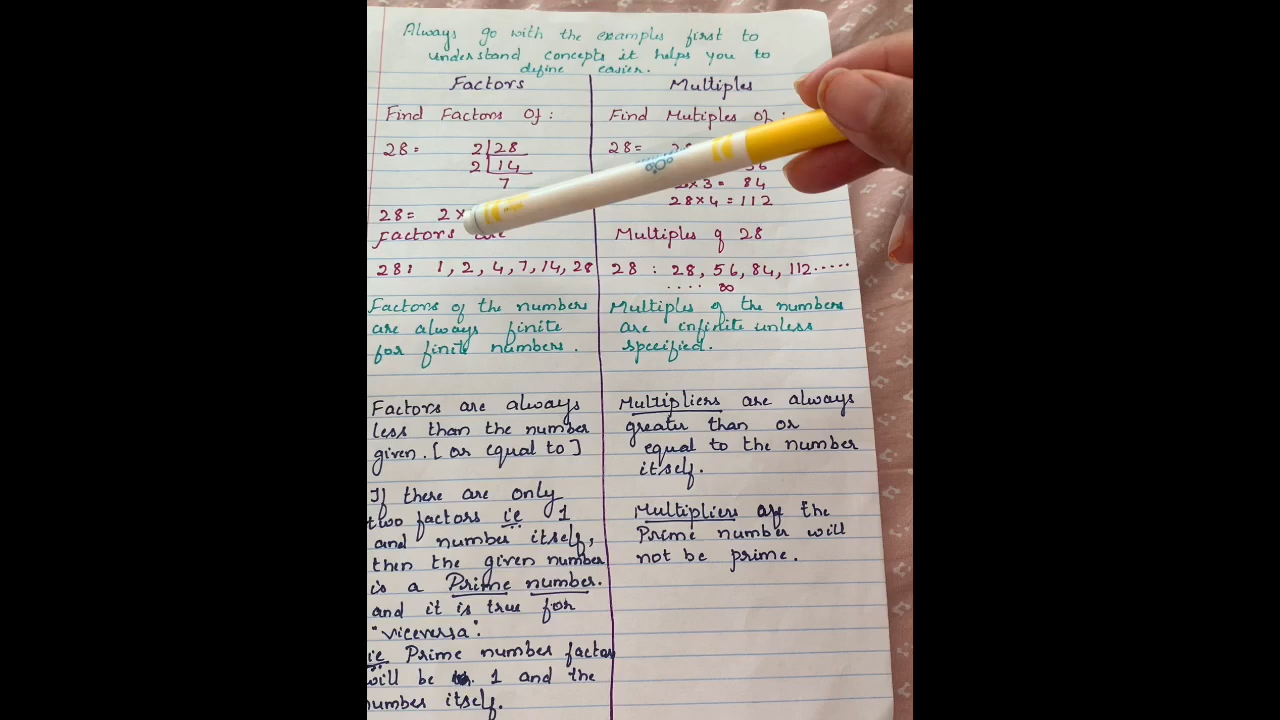 Always go with the examples first to
understand concepts it helps you to
define easier.
Factors
Find Factors Of :
28 = 2 28
2 14
7
28 = 2 ×
Factors are
28 : 1, 2, 4, 7, 14, 28
Factors of the numbers
are always finite
for finite numbers.
Factors are always
less than the number
given. [or equal to]
If there are only
two factors ie 1
and number itself,
then the given number
is a Prime number.
and it is true for
"viceversa".
ie Prime number factor
will be 1 and the
number itself.
Multiples
Find Mutiples Of :
28 =
×3 = 84
28×4 = 112
Multiples of 28
28 : 28, 56, 84, 112.....
.... ∞
Multiples of the numbers
are infinite unless
specified.
Multipliers are always
greater than or
equal to the number
itself.
Multipliers of the
Prime number will
not be prime.